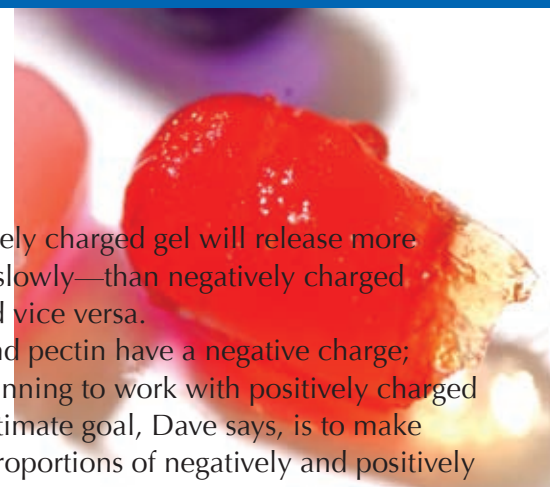 ely charged gel will release more
slowly—than negatively charged
d vice versa.
nd pectin have a negative charge;
nning to work with positively charged
timate goal, Dave says, is to make
roportions of negatively and positively